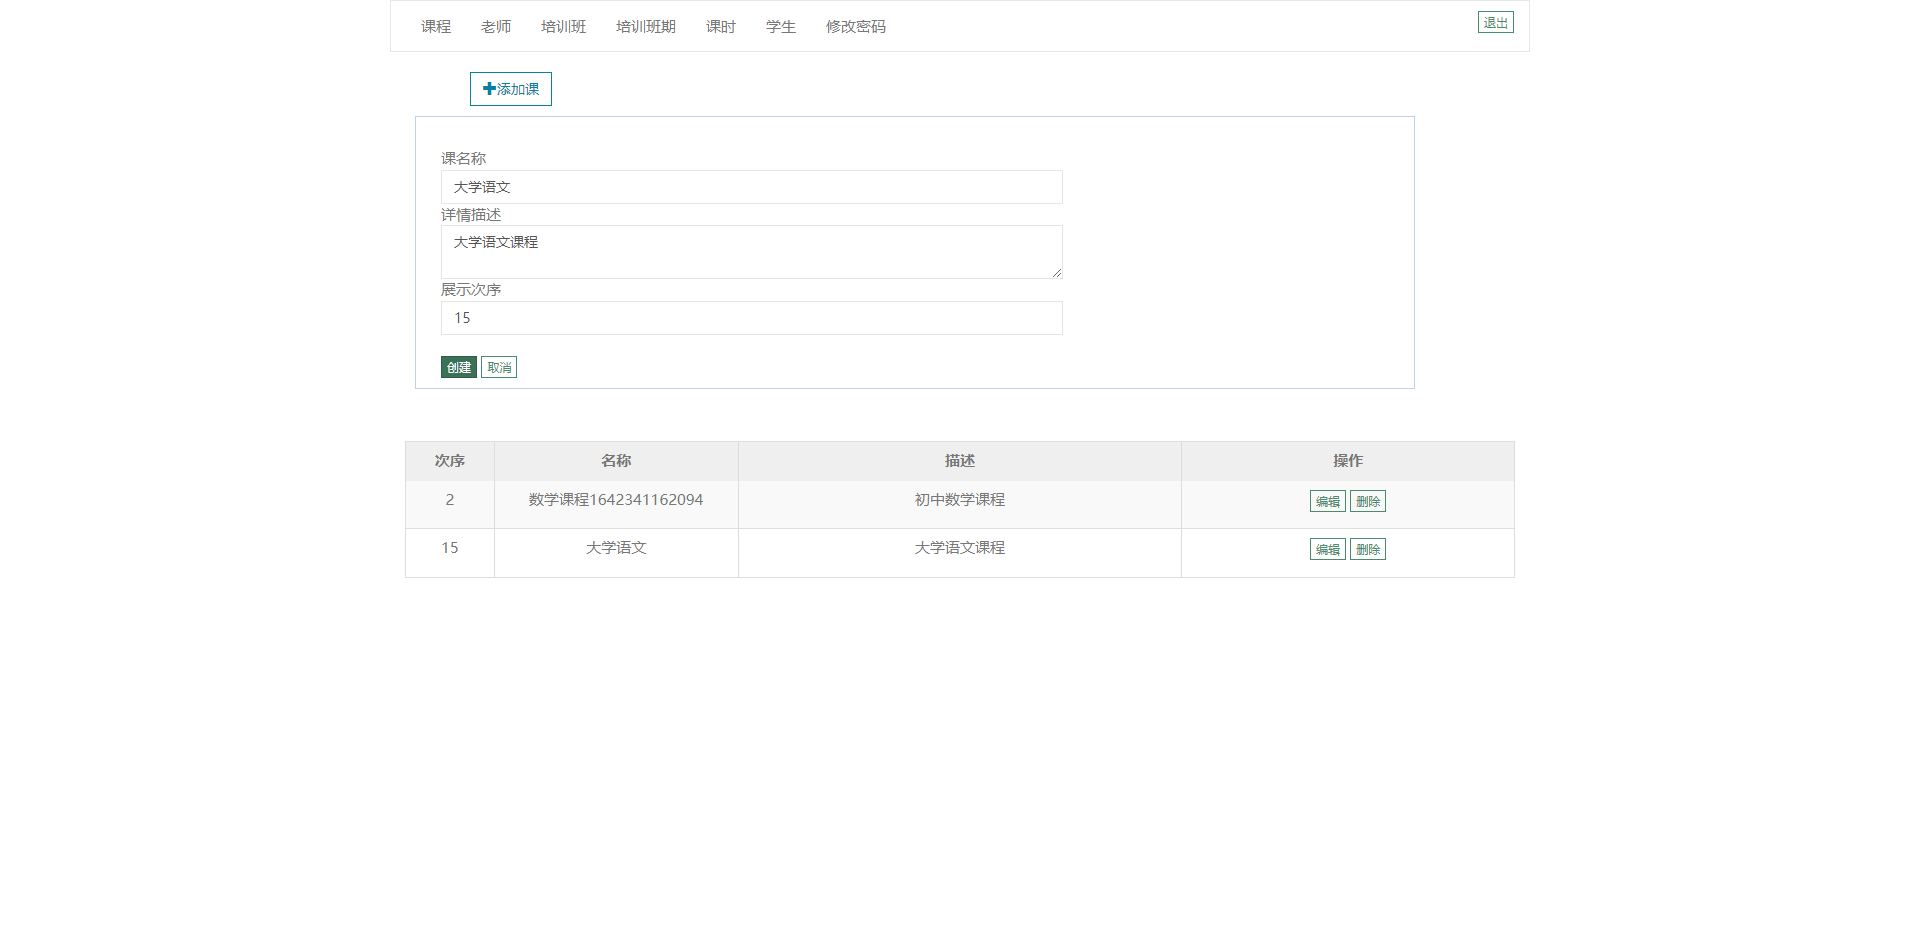 课程 老师 培训班 培训班期 课时 学生 修改密码 退出
添加课
课名称
大学语文
详情描述
大学语文课程
展示次序
15
创建 取消
次序 名称 描述 操作
2 数学课程1642341162094 初中数学课程 编辑 删除
15 大学语文 大学语文课程 编辑 删除